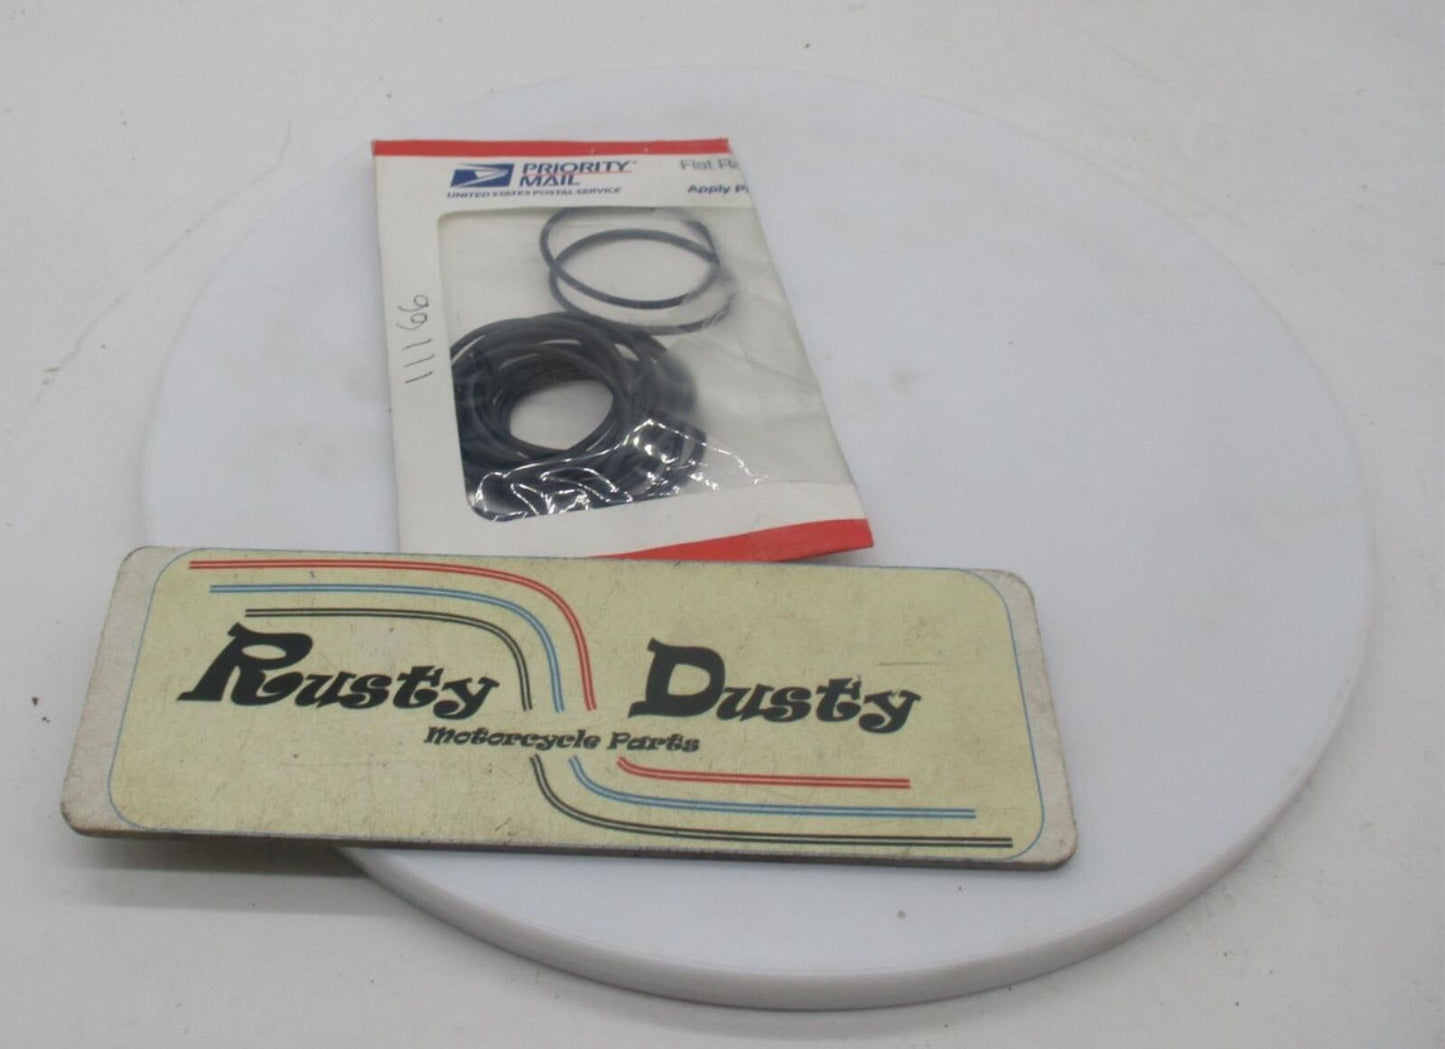 PRIORITY
MAIL
UNITED STATES POSTAL SERVICE
Flat
Apply
11166
Rusty Dusty
Motorcycle Parts